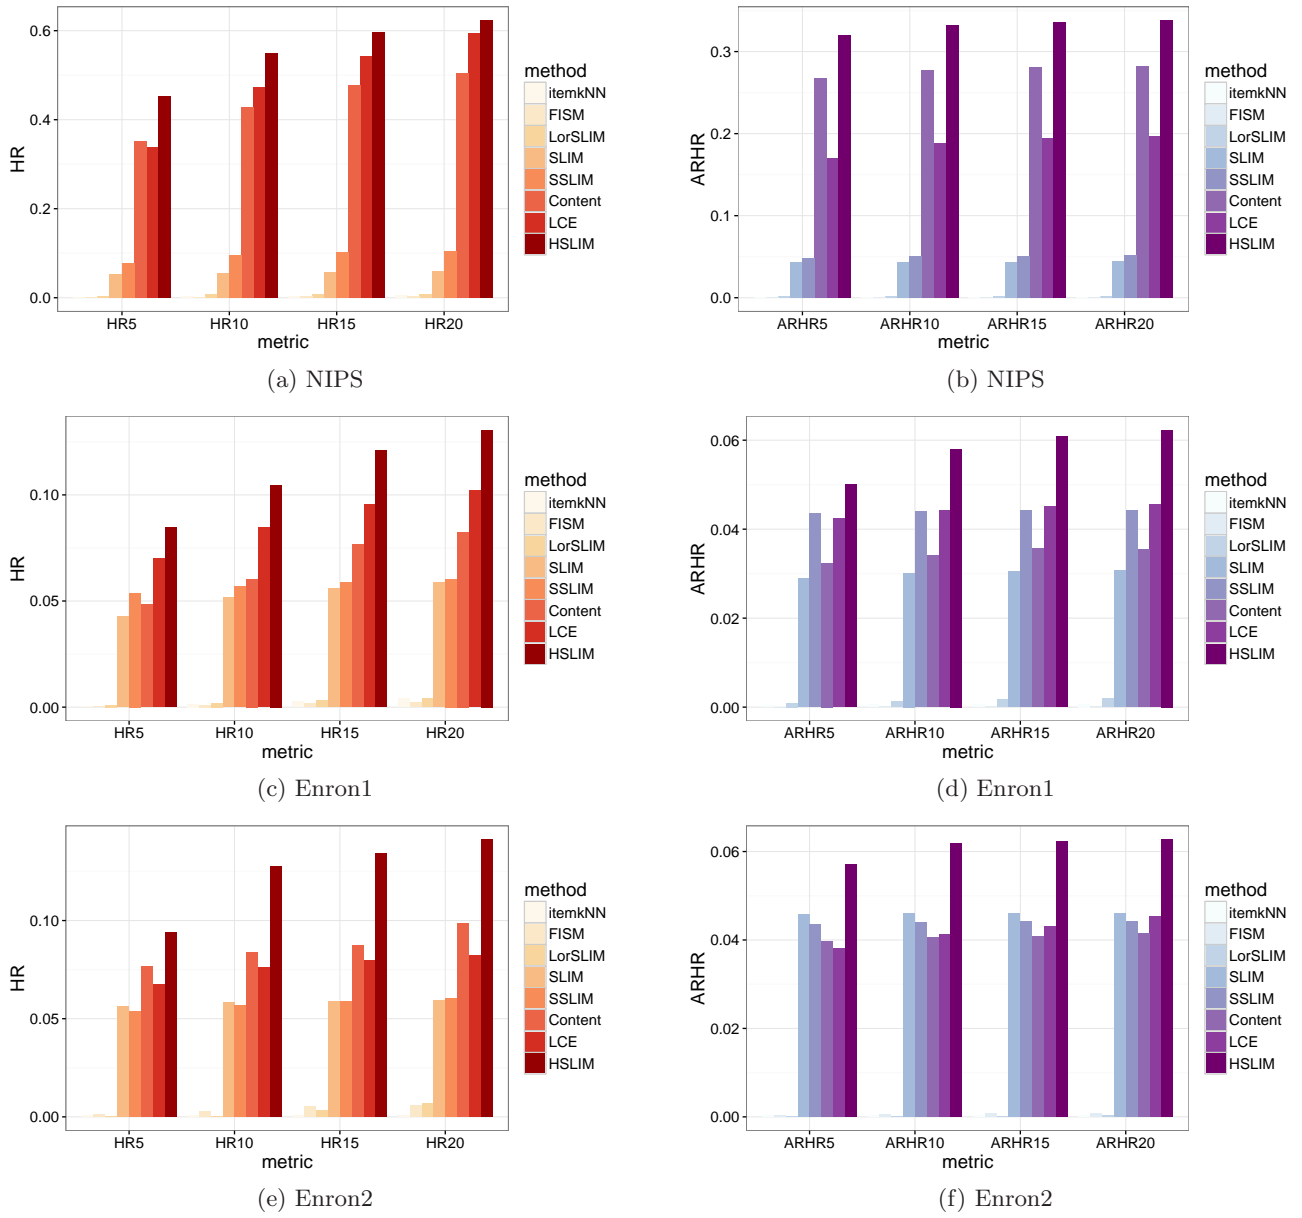 0.6
0.4
0.2
0.0
HR
HR5 HR10 HR15 HR20
metric
method
itemkNN
FISM
LorSLIM
SLIM
SSLIM
Content
LCE
HSLIM
(a) NIPS
0.3
0.2
0.1
0.0
ARHR
ARHR5 ARHR10 ARHR15 ARHR20
metric
method
itemkNN
FISM
LorSLIM
SLIM
SSLIM
Content
LCE
HSLIM
(b) NIPS
0.10
0.05
0.00
HR
HR5 HR10 HR15 HR20
metric
method
itemkNN
FISM
LorSLIM
SLIM
SSLIM
Content
LCE
HSLIM
(c) Enron1
0.06
0.04
0.02
0.00
ARHR
ARHR5 ARHR10 ARHR15 ARHR20
metric
method
itemkNN
FISM
LorSLIM
SLIM
SSLIM
Content
LCE
HSLIM
(d) Enron1
0.10
0.05
0.00
HR
HR5 HR10 HR15 HR20
metric
method
itemkNN
FISM
LorSLIM
SLIM
SSLIM
Content
LCE
HSLIM
(e) Enron2
0.06
0.04
0.02
0.00
ARHR
ARHR5 ARHR10 ARHR15 ARHR20
metric
method
itemkNN
FISM
LorSLIM
SLIM
SSLIM
Content
LCE
HSLIM
(f) Enron2